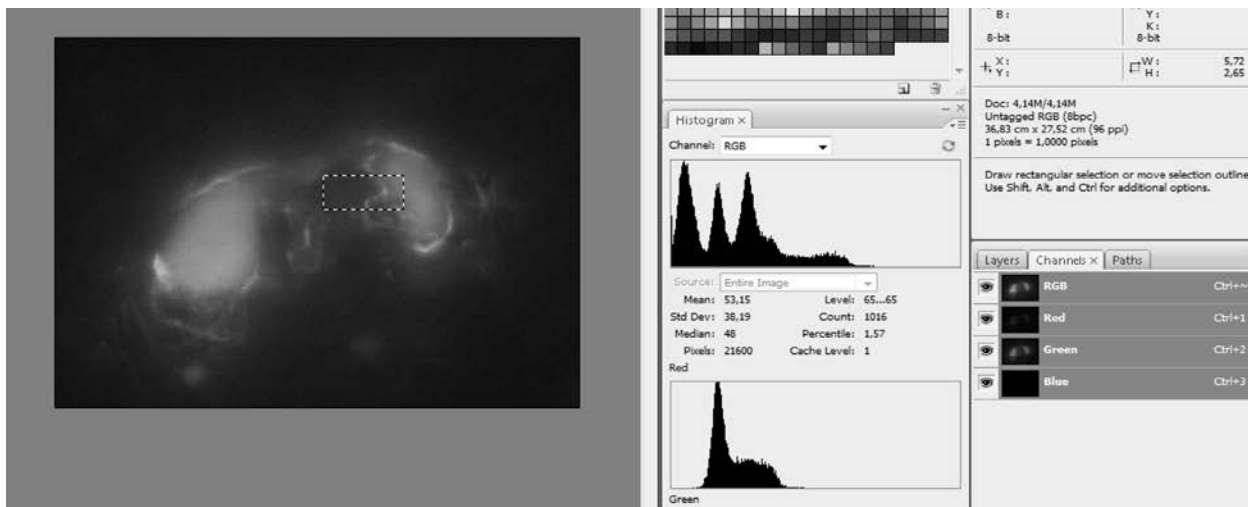 B:
8-bit
Y:
K:
8-bit
X:
Y:
W: 5,72
H: 2,65
Histogram ×
Channel: RGB
Source: Entire Image
Mean: 53,15 Level: 65...65
Std Dev: 38,19 Count: 1016
Median: 48 Percentile: 1,57
Pixels: 21600 Cache Level: 1
Red
Green
Doc: 4,14M/4,14M
Untagged RGB (8bpc)
36,83 cm x 27,52 cm (96 ppi)
1 pixels = 1,0000 pixels
Draw rectangular selection or move selection outline
Use Shift, Alt, and Ctrl for additional options.
Layers Channels × Paths
RGB Ctrl+~
Red Ctrl+1
Green Ctrl+2
Blue Ctrl+3